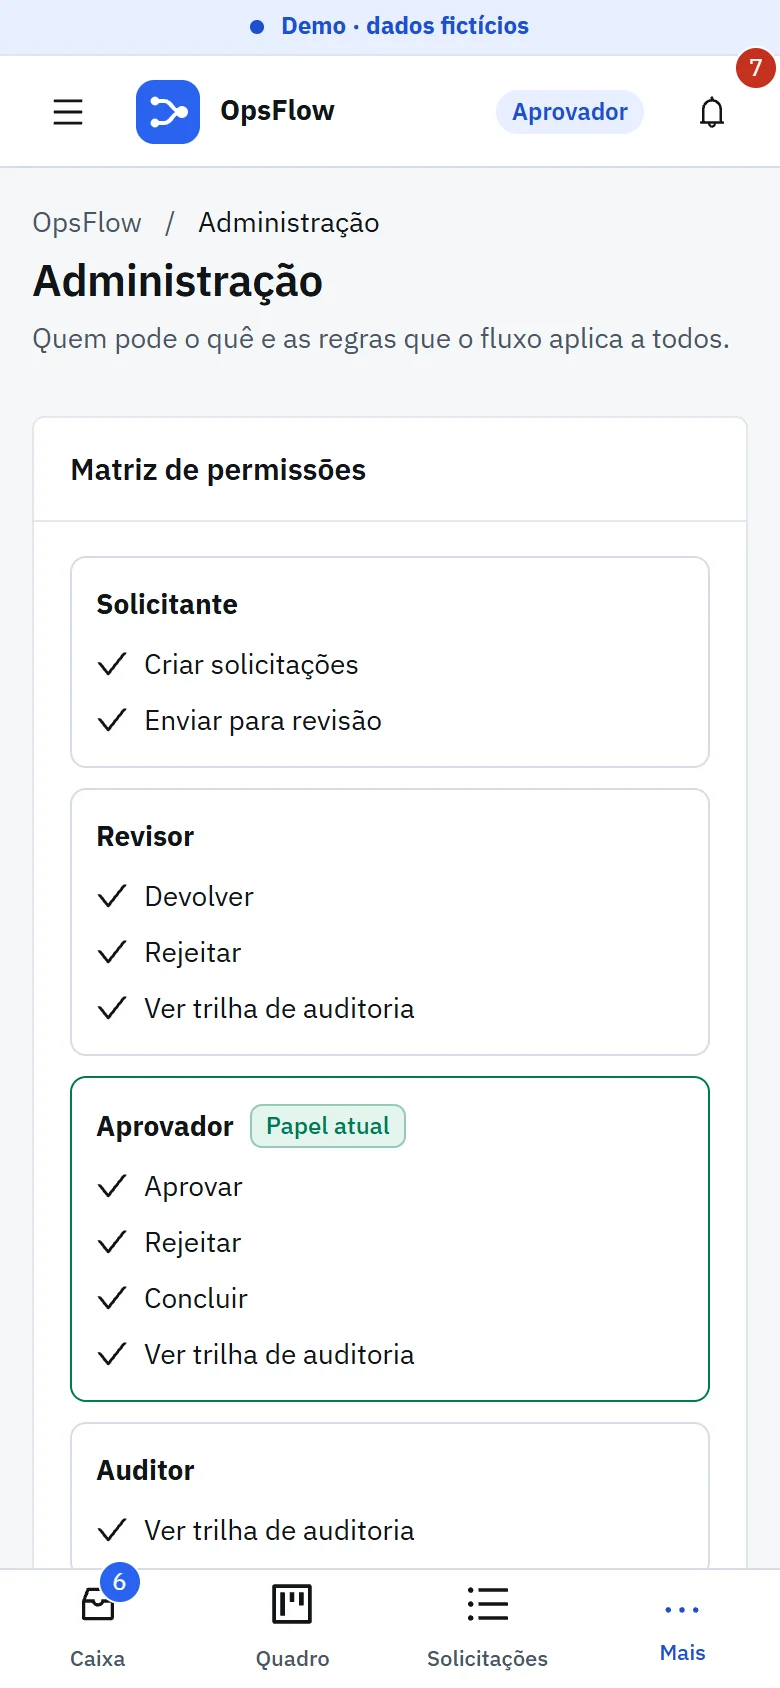 Demo · dados fictícios
7
OpsFlow
Aprovador
OpsFlow / Administração
Administração
Quem pode o quê e as regras que o fluxo aplica a todos.
Matriz de permissões
Solicitante
Criar solicitações
Enviar para revisão
Revisor
Devolver
Rejeitar
Ver trilha de auditoria
Aprovador
Papel atual
Aprovar
Rejeitar
Concluir
Ver trilha de auditoria
Auditor
Ver trilha de auditoria
6
Caixa
Quadro
Solicitações
Mais